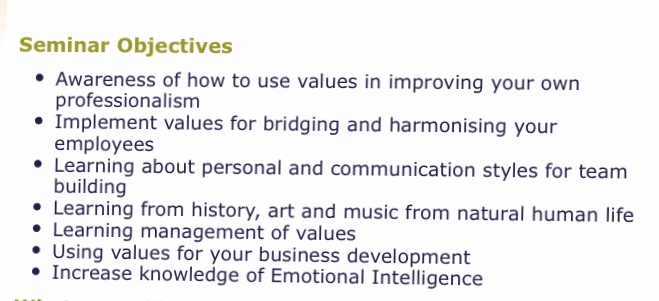 Seminar Objectives
• Awareness of how to use values in improving your own
professionalism
• Implement values for bridging and harmonising your
employees
• Learning about personal and communication styles for team
building
• Learning from history, art and music from natural human life
• Learning management of values
• Using values for your business development
• Increase knowledge of Emotional Intelligence